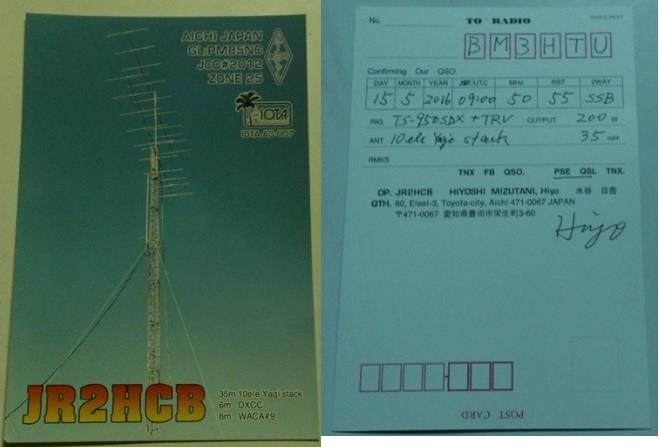 AICHI JAPAN
GL:PM85NC
JCC#2012
ZONE 25
IOTA
IOTA AS-007
JR2HCB
35m 10ele Yagi stack
6m DXCC
6m WACA#9
No. TO RADIO
BM3HTU
Confirming Our QSO.
DAY MONTH YEAR JST/UTC MHz RST 2WAY
15 5 2016 09:00 50 55 SSB
RIG TS-950SDX + TRV OUTPUT 200 W
ANT 10ele Yagi stack 35 mH
RMKS
TNX FB QSO. PSE QSL TNX.
OP. JR2HCB HIYOSHI MIZUTANI, Hiyo 水谷 日吉
QTH. 60, Eisei-3, Toyota-city, Aichi 471-0067 JAPAN
〒471-0067 愛知県豊田市栄生町3-60
Hiyo
POST CARD